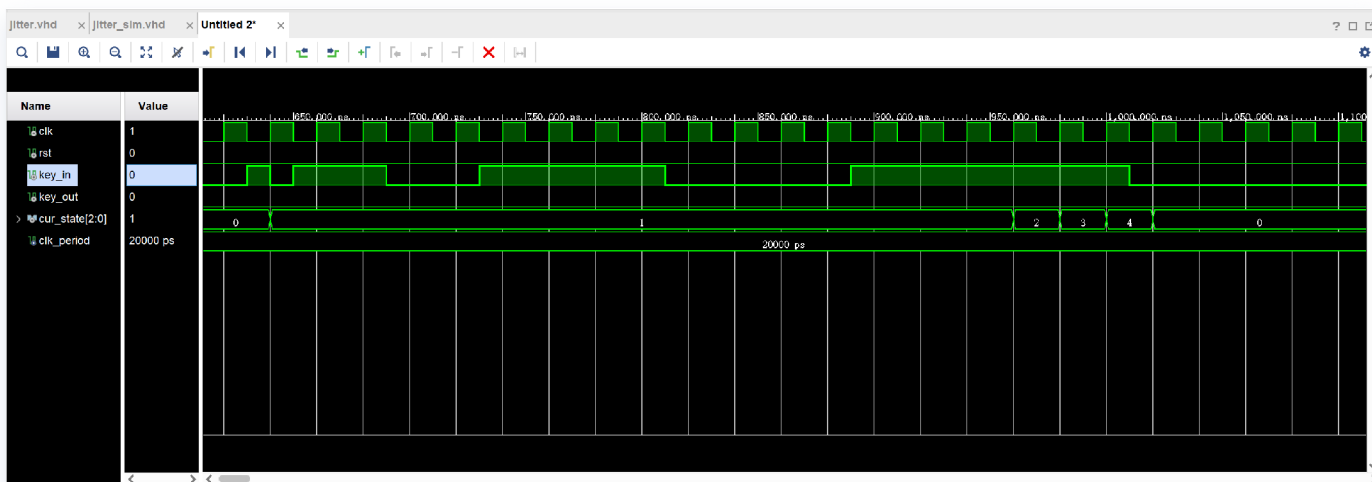 jitter.vhd × jitter_sim.vhd × Untitled 2* ×
Name Value
650.000 ns 700.000 ns 750.000 ns 800.000 ns 850.000 ns 900.000 ns 950.000 ns 1,000.000 ns 1,050.000 ns 1,100
clk 1
rst 0
key_in 0
key_out 0
cur_state[2:0] 1 0 1 2 3 4 0
clk_period 20000 ps 20000 ps